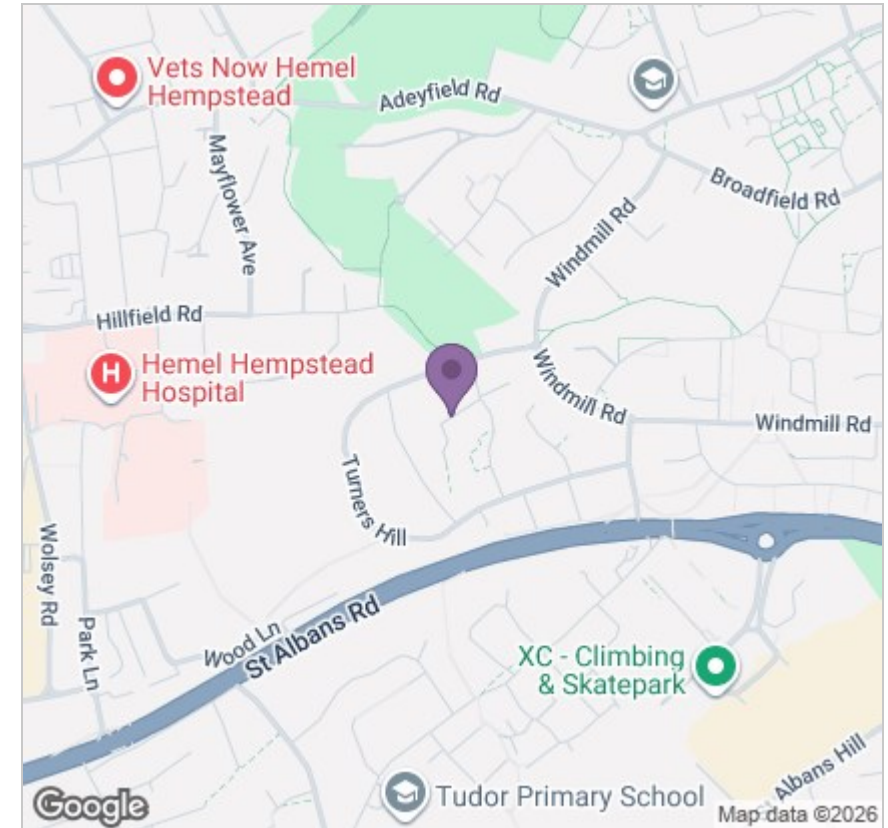 Vets Now Hemel
Hempstead
Adeyfield Rd
Mayflower Ave
Broadfield Rd
Windmill Rd
Hillfield Rd
H
Hemel Hempstead
Hospital
Windmill Rd
Windmill Rd
Turners Hill
Wolsey Rd
Park Ln
Wood Ln
St Albans Rd
XC - Climbing
& Skatepark
St Albans Hill
Tudor Primary School
Google
Map data ©2026